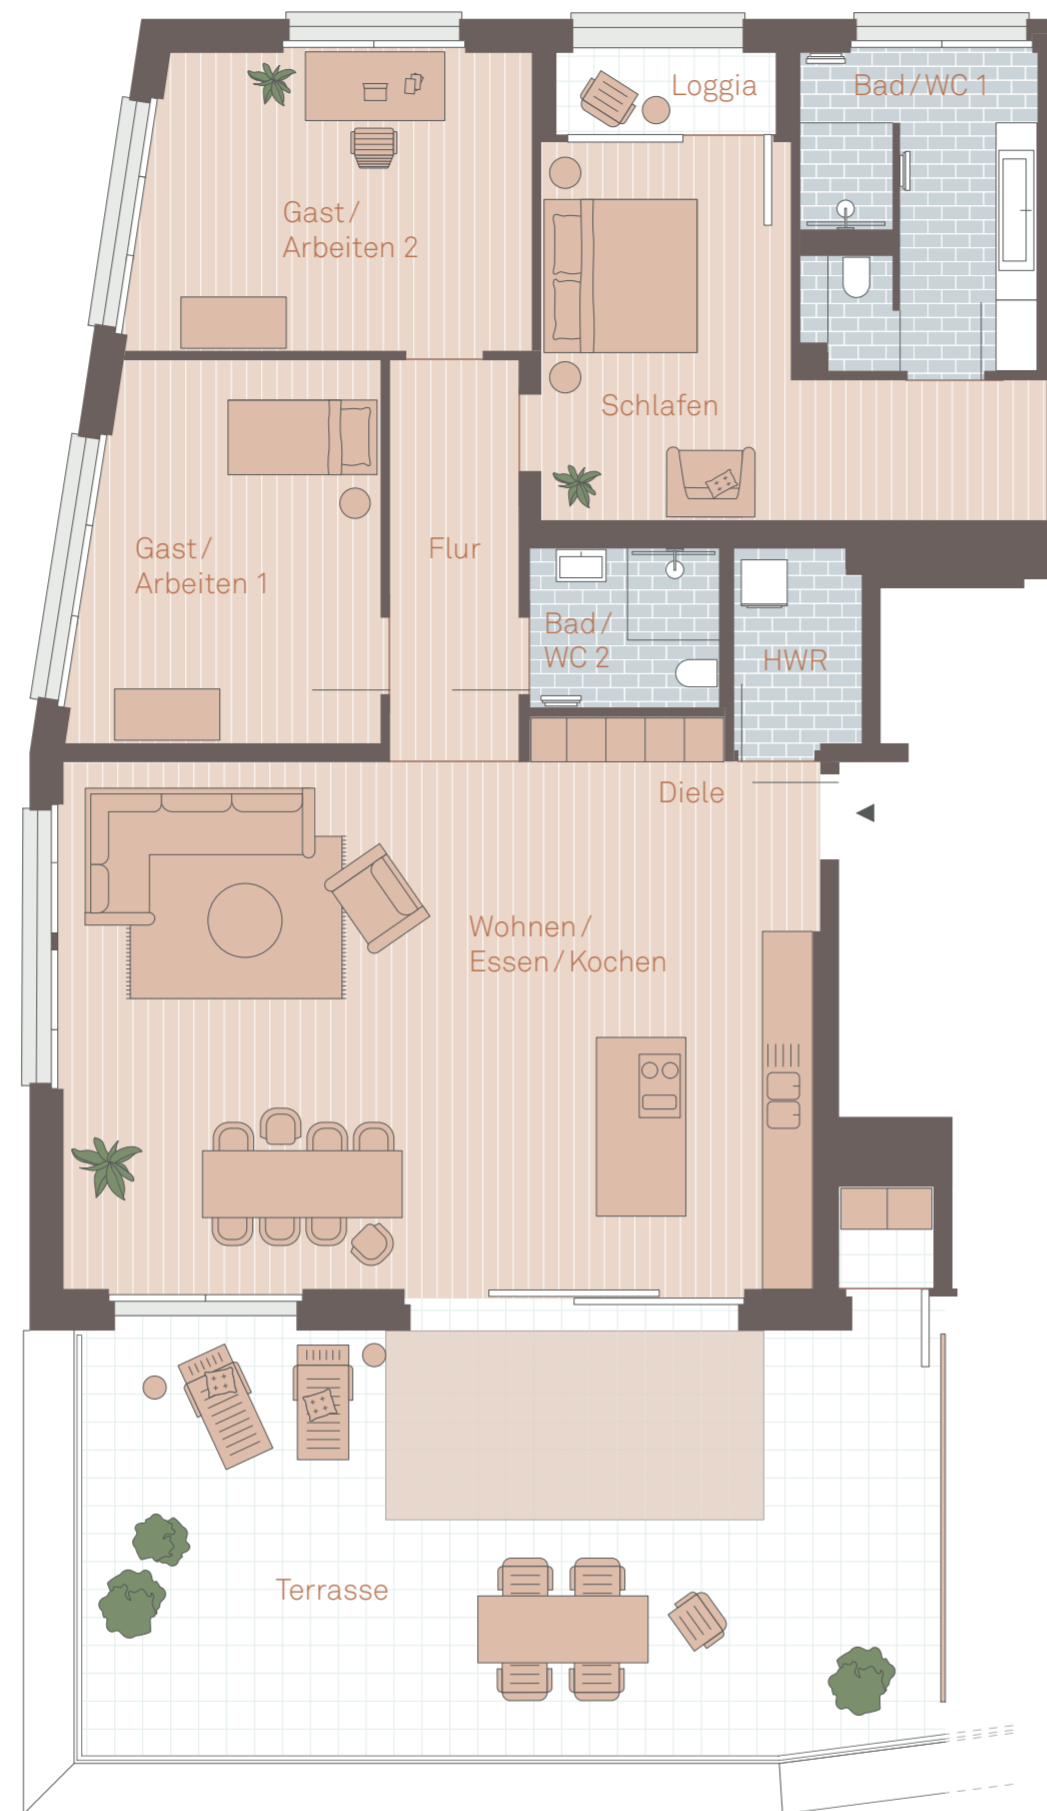 Loggia
Bad / WC 1
Gast /
Arbeiten 2
Schlafen
Gast /
Arbeiten 1
Flur
Bad /
WC 2
HWR
Diele
Wohnen /
Essen / Kochen
Terrasse